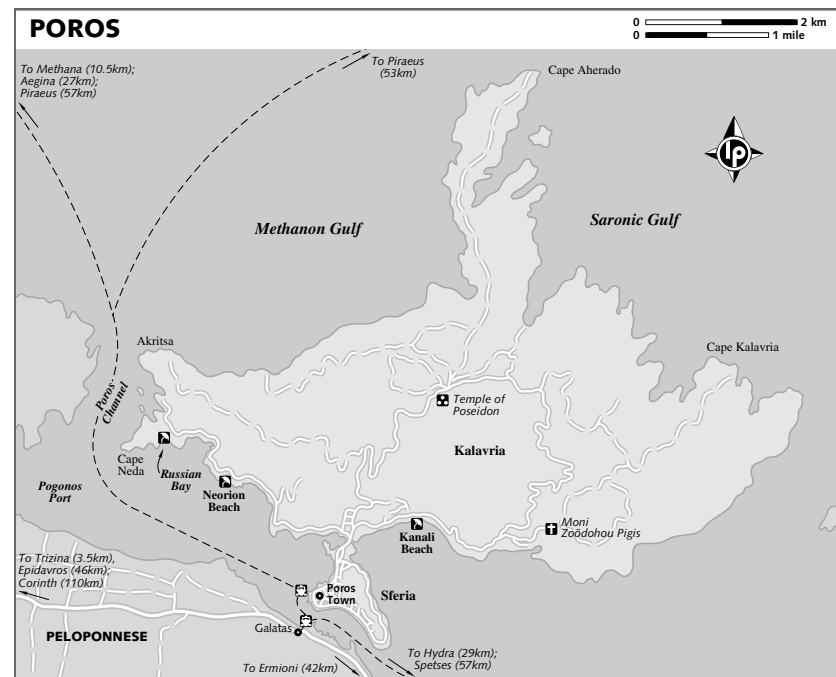 POROS
0 2 km
0 1 mile
To Methana (10.5km);
Aegina (27km);
Piraeus (57km)
To Piraeus
(53km)
Cape Aherado
lp
Methanon Gulf
Saronic Gulf
Akritsa
Cape Kalavria
Poros
Channel
Temple of
Poseidon
Kalavria
Cape
Neda
Russian
Bay
Pogonos
Port
Neorion
Beach
Kanali
Beach
Moni
Zoödohou Pigis
To Trizina (3.5km),
Epidavros (46km);
Corinth (110km)
Poros
Town
Sferia
Galatas
PELOPONNESE
To Hydra (29km);
Spetses (57km)
To Ermioni (42km)